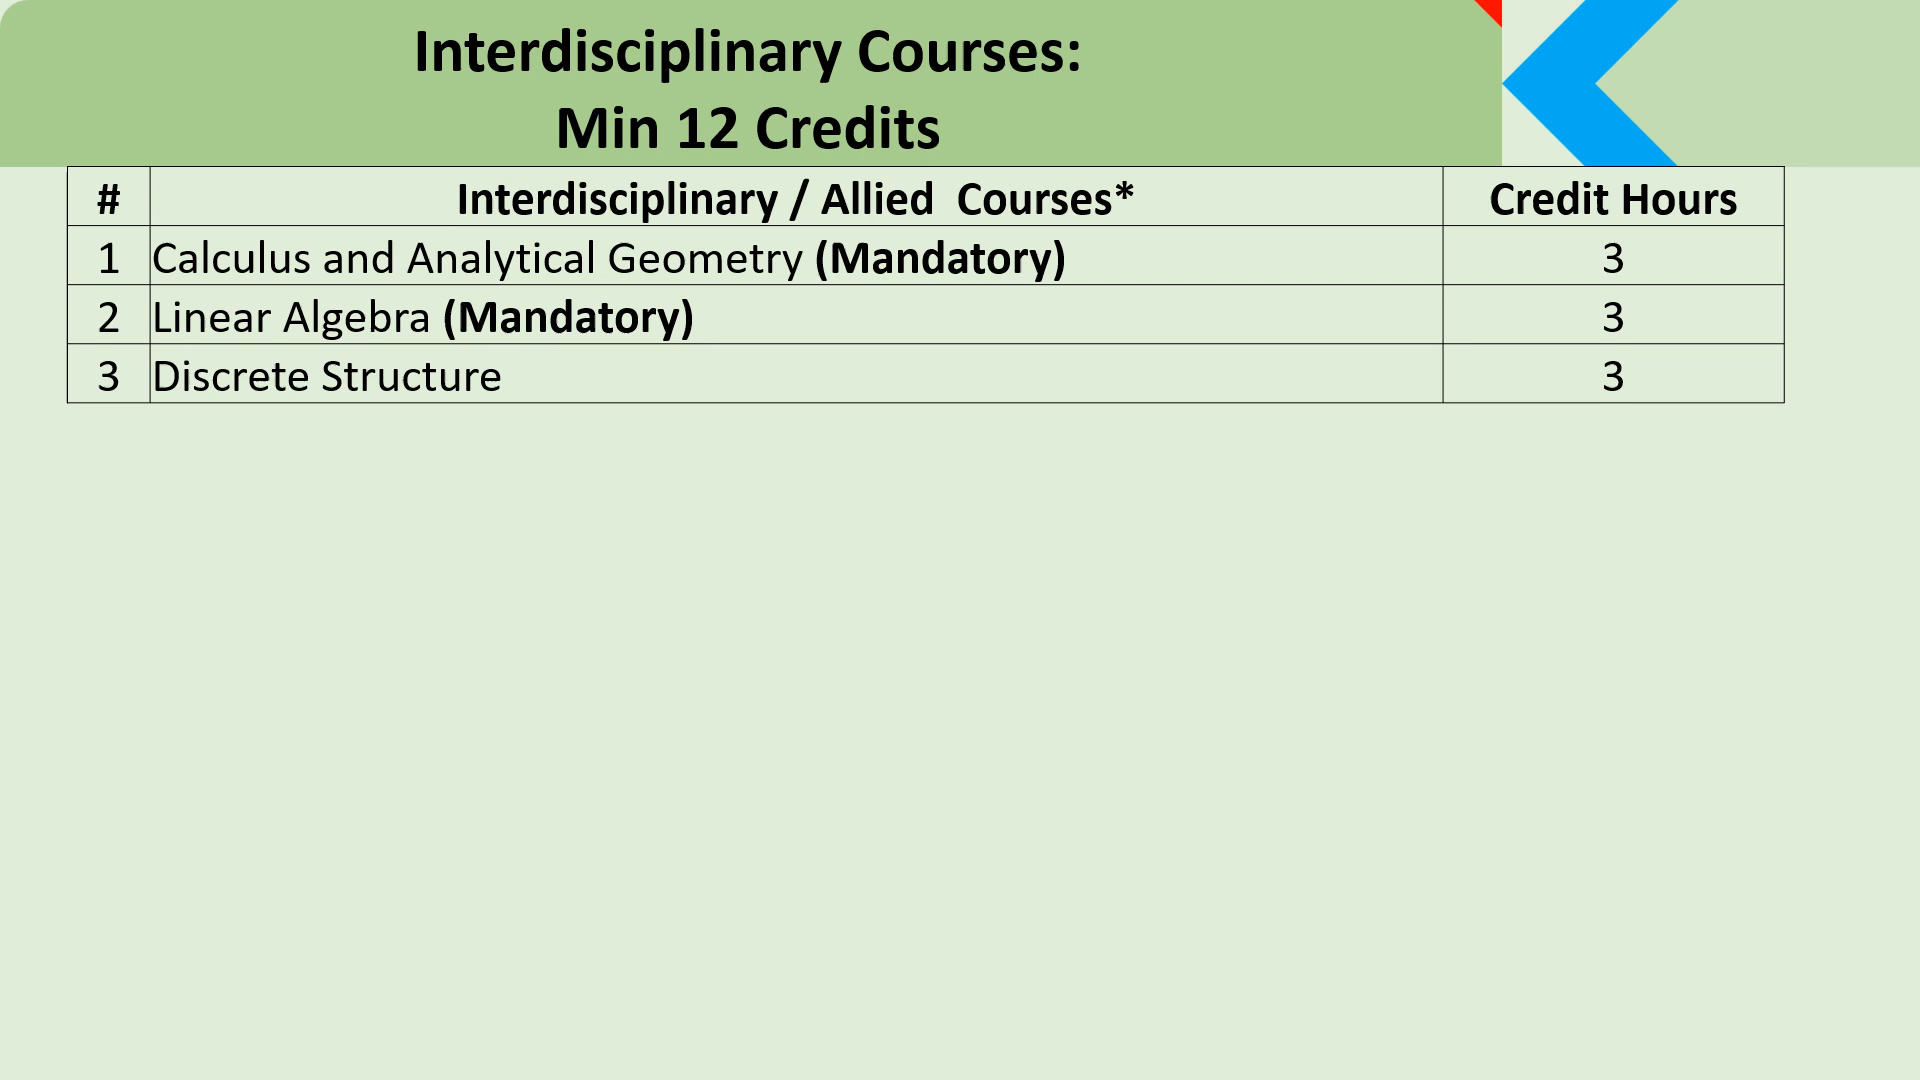 Interdisciplinary Courses:
Min 12 Credits
# Interdisciplinary / Allied  Courses* Credit Hours
1 Calculus and Analytical Geometry (Mandatory) 3
2 Linear Algebra (Mandatory) 3
3 Discrete Structure 3